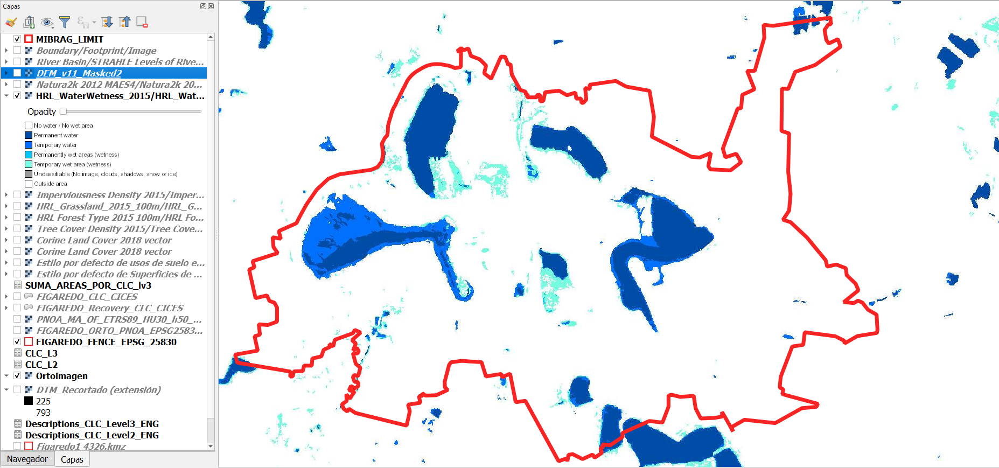 Capas
MIBRAG_LIMIT
Boundary/Footprint/Image
River Basin/STRAHLE Levels of Rive...
DEM_v11_Masked2
Natura2k 2012 MAES4/Natura2k 20...
HRL_WaterWetness_2015/HRL_Wat...
Opacity
No water / No wet area
Permanent water
Temporary water
Permanently wet areas (wetness)
Temporary wet area (wetness)
Unclassifiable (No image, clouds, shadows, snow or ice)
Outside area
Imperviousness Density 2015/Imper...
HRL_Grassland_2015_100m/HRL_G...
HRL Forest Type 2015 100m/HRL Fo...
Tree Cover Density 2015/Tree Cove...
Corine Land Cover 2018 vector
Corine Land Cover 2018 vector
Estilo por defecto de usos de suelo e...
Estilo por defecto de Superficies de ...
SUMA_AREAS_POR_CLC_lv3
FIGAREDO_CLC_CICES
FIGAREDO_Recovery_CLC_CICES
PNOA_MA_OF_ETRS89_HU30_h50_...
FIGAREDO_ORTO_PNOA_EPSG2583...
FIGAREDO_FENCE_EPSG_25830
CLC_L3
CLC_L2
Ortoimagen
DTM_Recortado (extensión)
225
793
Descriptions_CLC_Level3_ENG
Descriptions_CLC_Level2_ENG
Figaredo1 4326.kmz
Navegador
Capas